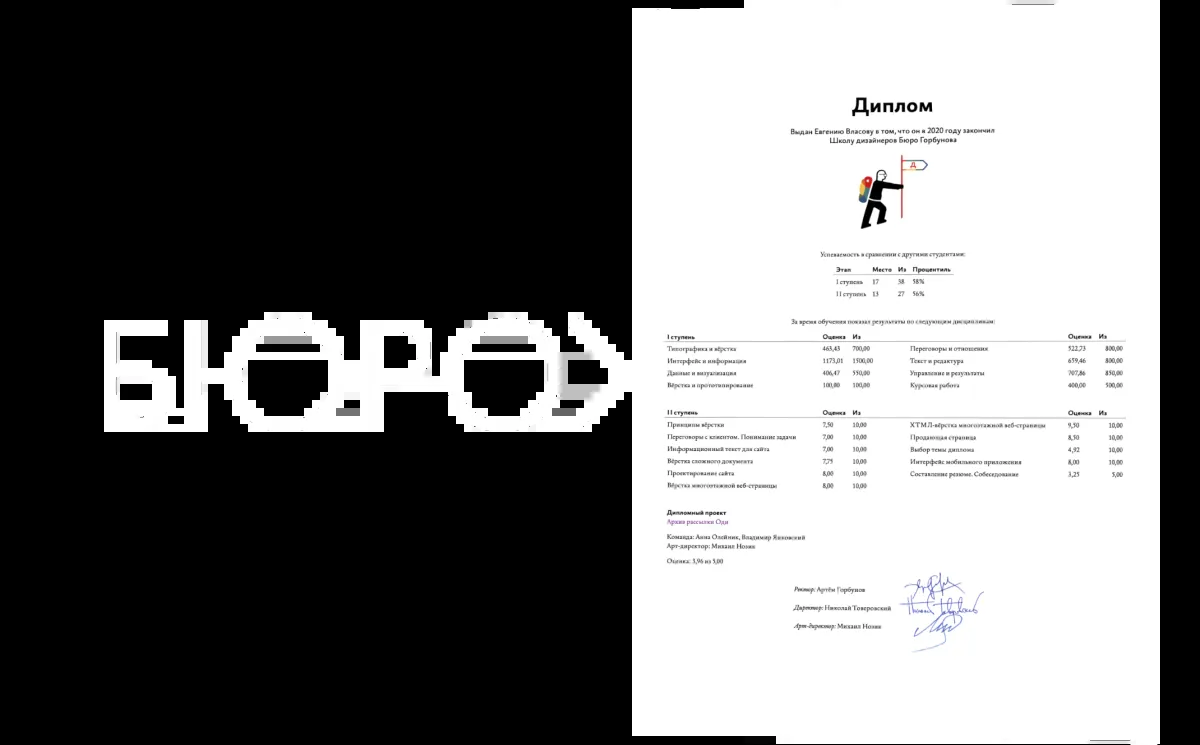 БЮРО
Диплом
Выдан Евгению Власову в том, что он в 2020 году закончил
Школу дизайнеров Бюро Горбунова
Д
Успеваемость в сравнении с другими студентами:
Этап Место Из Процентиль
I ступень 17 38 58%
II ступень 13 27 56%
За время обучения показал результаты по следующим дисциплинам:
I ступень Оценка Из Оценка Из
Типографика и вёрстка 463,43 700,00 Переговоры и отношения 522,73 800,00
Интерфейс и информация 1173,01 1500,00 Текст и редактура 659,46 800,00
Данные и визуализация 406,47 550,00 Управление и результаты 707,86 850,00
Вёрстка и прототипирование 100,00 100,00 Курсовая работа 400,00 500,00
II ступень Оценка Из Оценка Из
Принципы вёрстки 7,50 10,00 ХТМЛ-вёрстка многоэтажной веб-страницы 9,50 10,00
Переговоры с клиентом. Понимание задачи 7,00 10,00 Продающая страница 8,50 10,00
Информационный текст для сайта 7,00 10,00 Выбор темы диплома 4,92 10,00
Вёрстка сложного документа 7,75 10,00 Интерфейс мобильного приложения 8,00 10,00
Проектирование сайта 8,00 10,00 Составление резюме. Собеседование 3,25 5,00
Вёрстка многоэтажной веб-страницы 8,00 10,00
Дипломный проект
Архив рассылки Оди
Команда: Анна Олейник, Владимир Янковский
Арт-директор: Михаил Нозик
Оценка: 3,96 из 5,00
Ректор: Артём Горбунов
Директор: Николай Товеровский
Арт-директор: Михаил Нозик